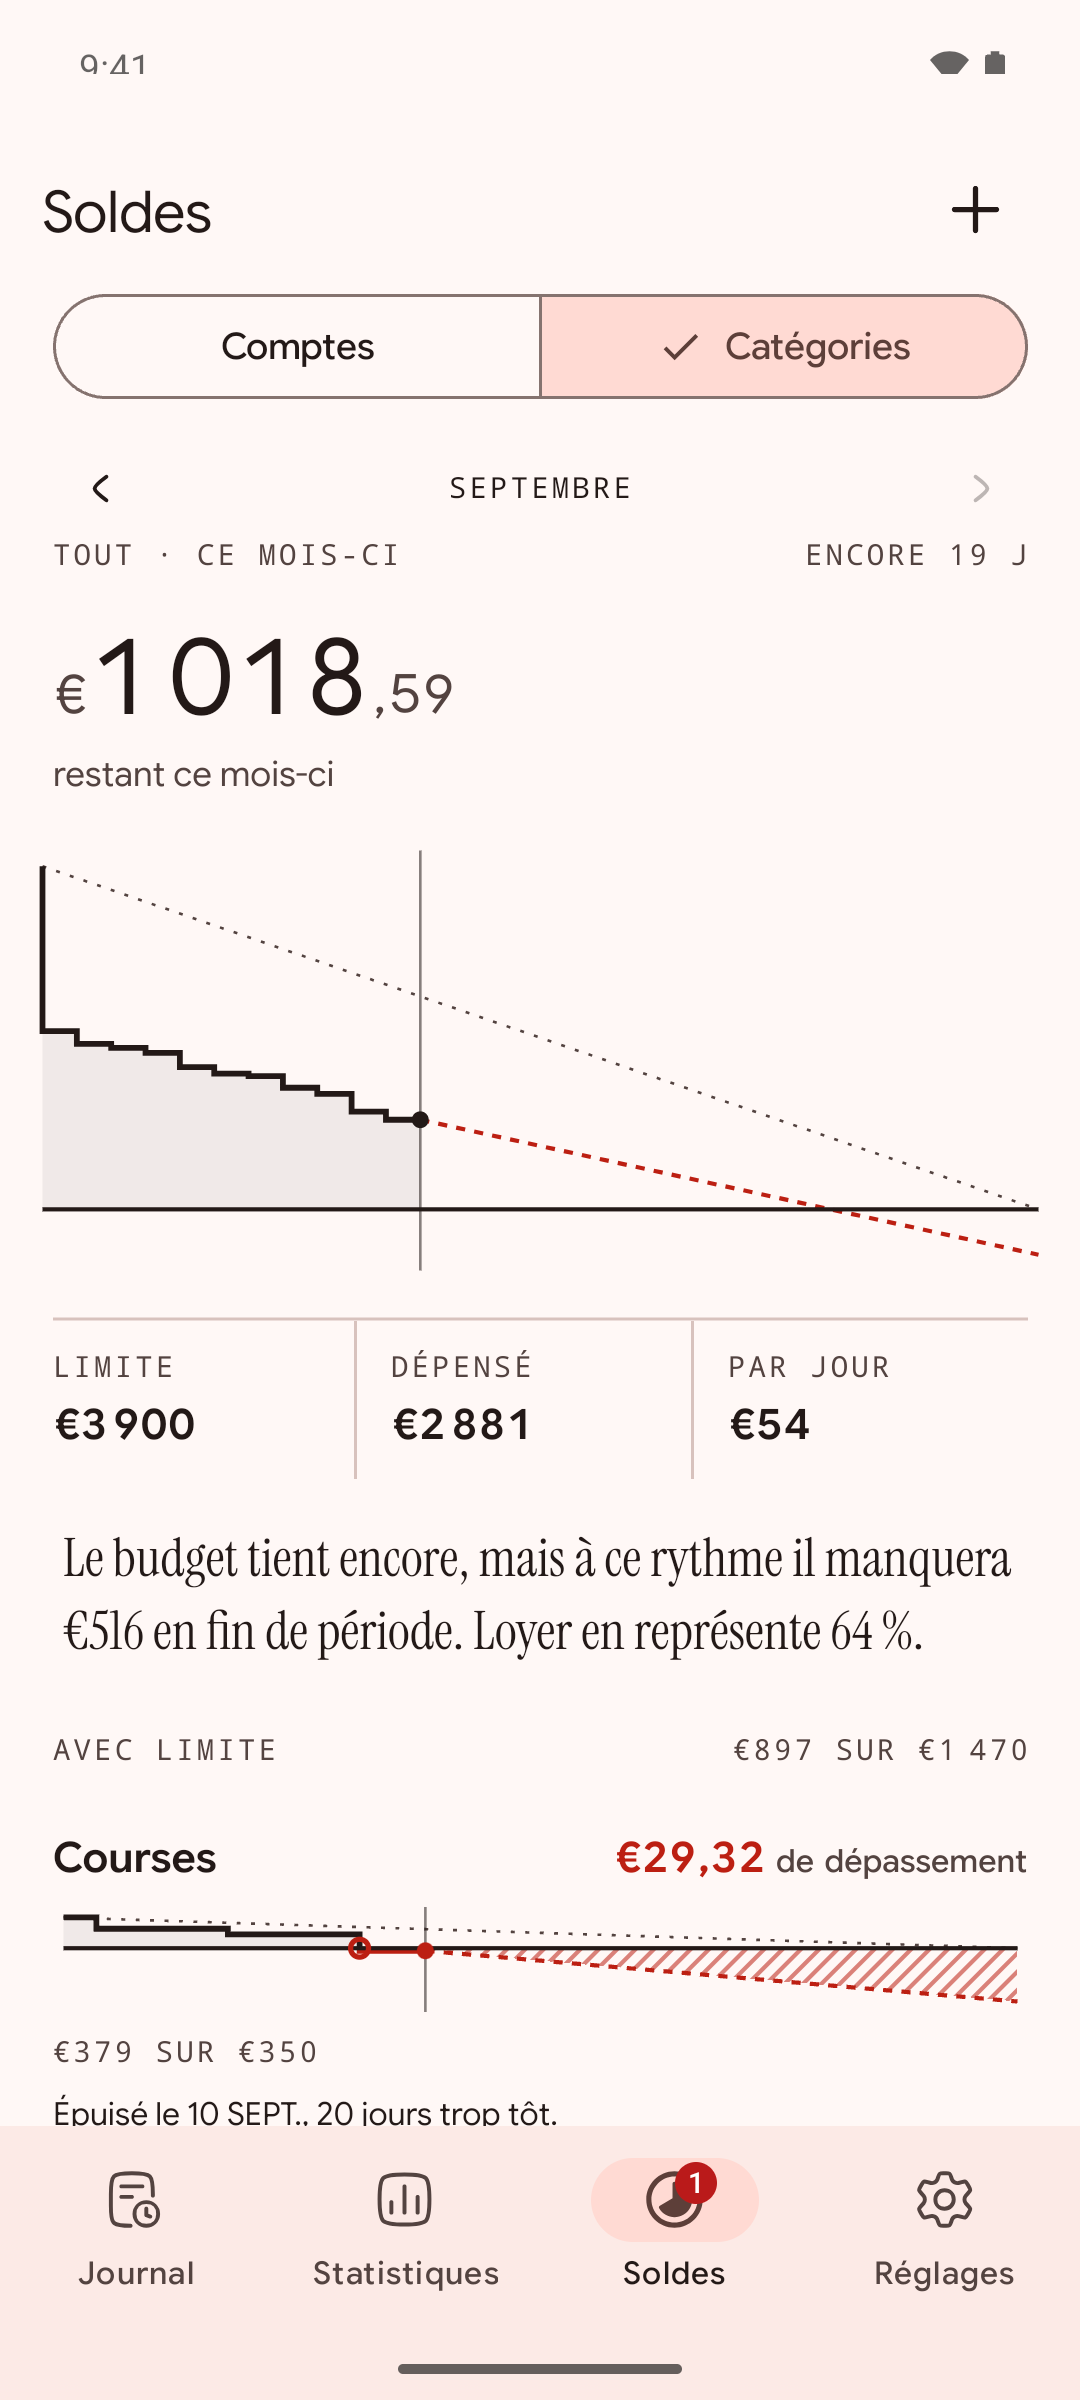 9:41
Soldes
Comptes
Catégories
SEPTEMBRE
TOUT · CE MOIS-CI
ENCORE 19 J
€1 018,59
restant ce mois-ci
LIMITE
DÉPENSÉ
PAR JOUR
€3 900
€2 881
€54
Le budget tient encore, mais à ce rythme il manquera
€516 en fin de période. Loyer en représente 64 %.
AVEC LIMITE
€897 SUR €1 470
Courses
€29,32 de dépassement
€379 SUR €350
Épuisé le 10 SEPT., 20 jours trop tôt.
1
Journal
Statistiques
Soldes
Réglages